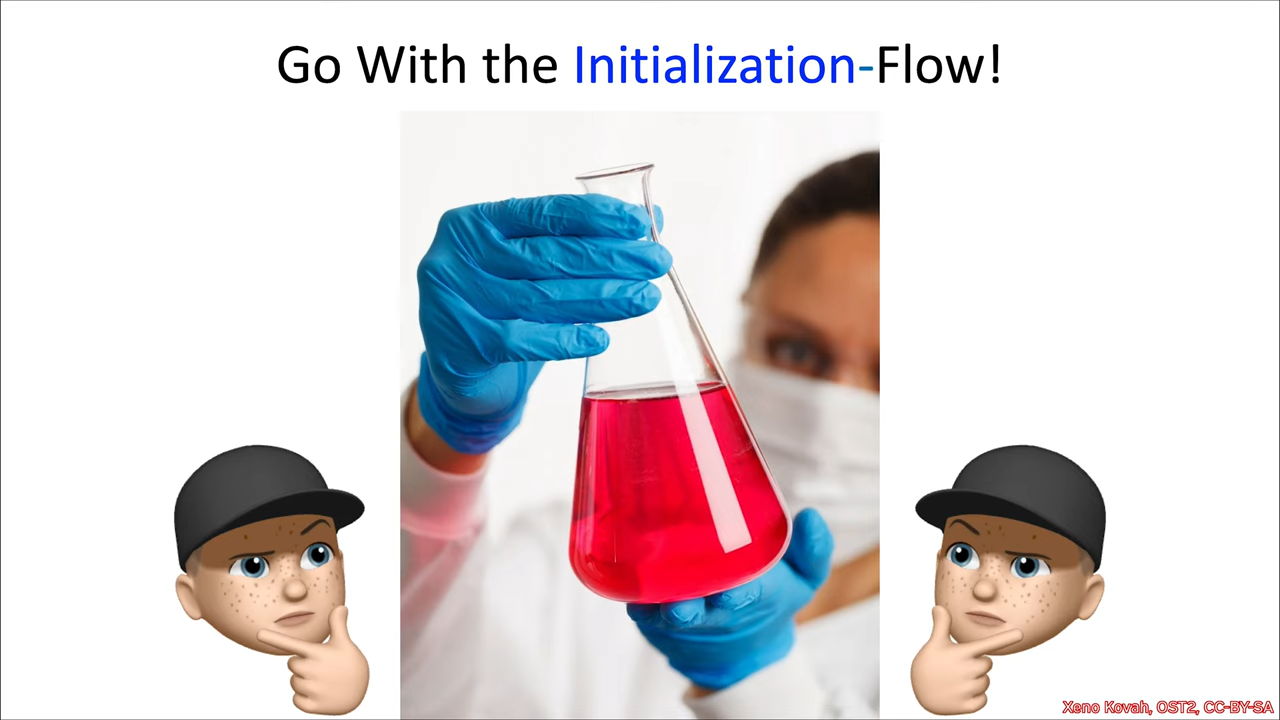 Go With the Initialization-Flow!
Xeno Kovah, OST2, CC-BY-SA